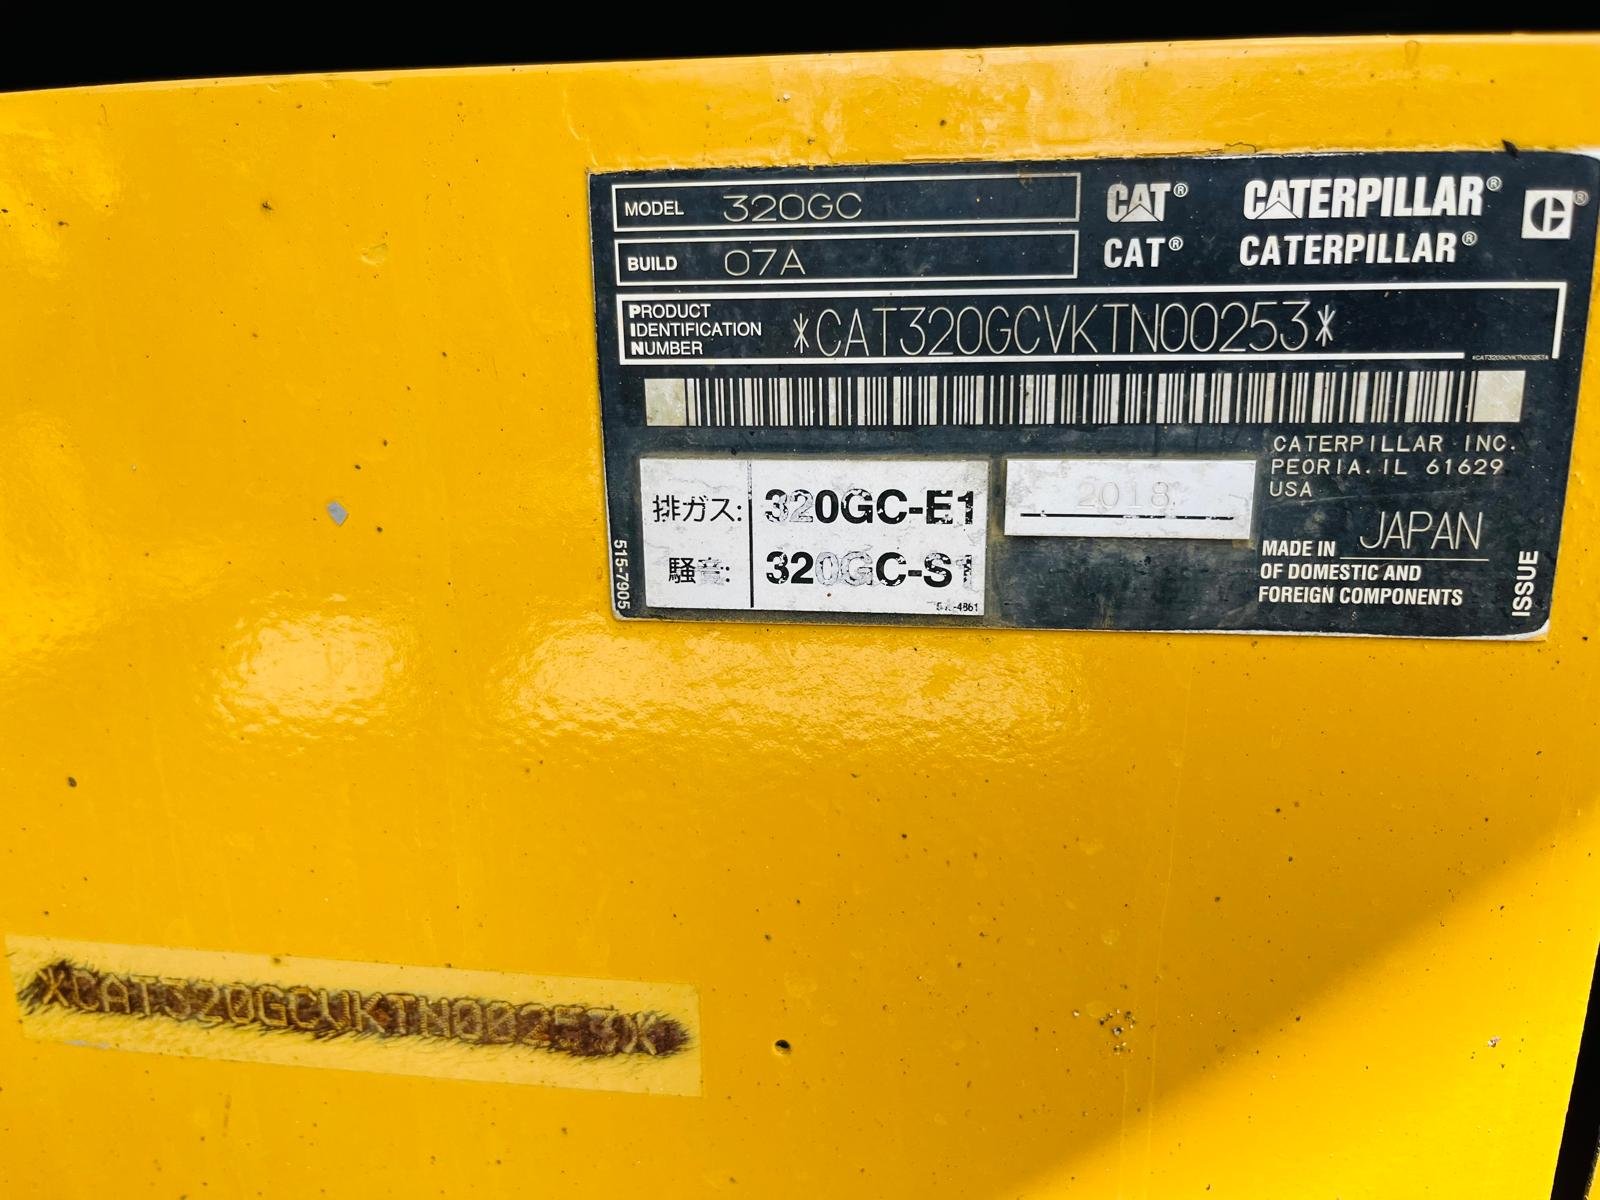 MODEL 320GC
CAT® CATERPILLAR®
BUILD 07A
CAT® CATERPILLAR®
PRODUCT
IDENTIFICATION
NUMBER
*CAT320GCVKTN00253*
*CAT320GCVKTN00253*
CATERPILLAR INC.
PEORIA, IL 61629
USA
排ガス: 320GC-E1
騒音: 320GC-S1
2018
MADE IN JAPAN
OF DOMESTIC AND
FOREIGN COMPONENTS
515-7905
ISSUE
*CAT320GCVKTN00253*